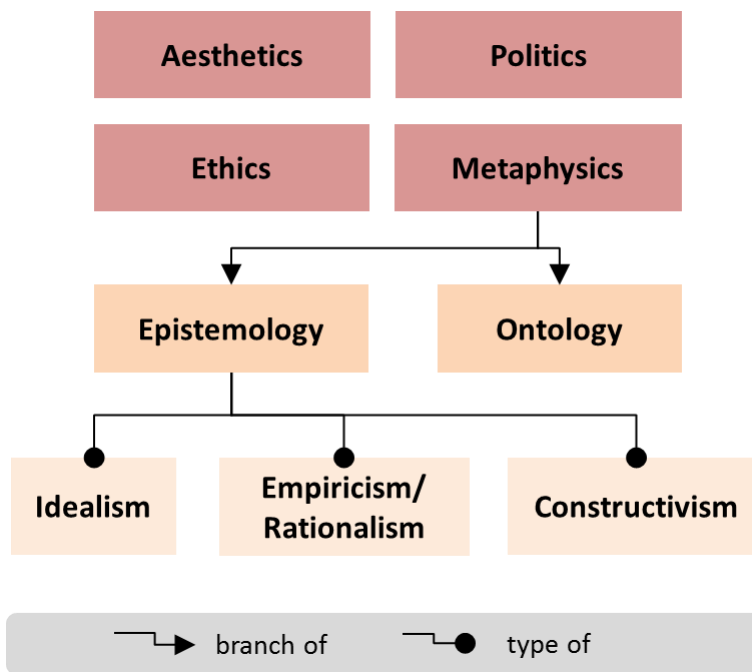 Aesthetics
Politics
Ethics
Metaphysics
Epistemology
Ontology
Idealism
Empiricism/
Rationalism
Constructivism
branch of
type of